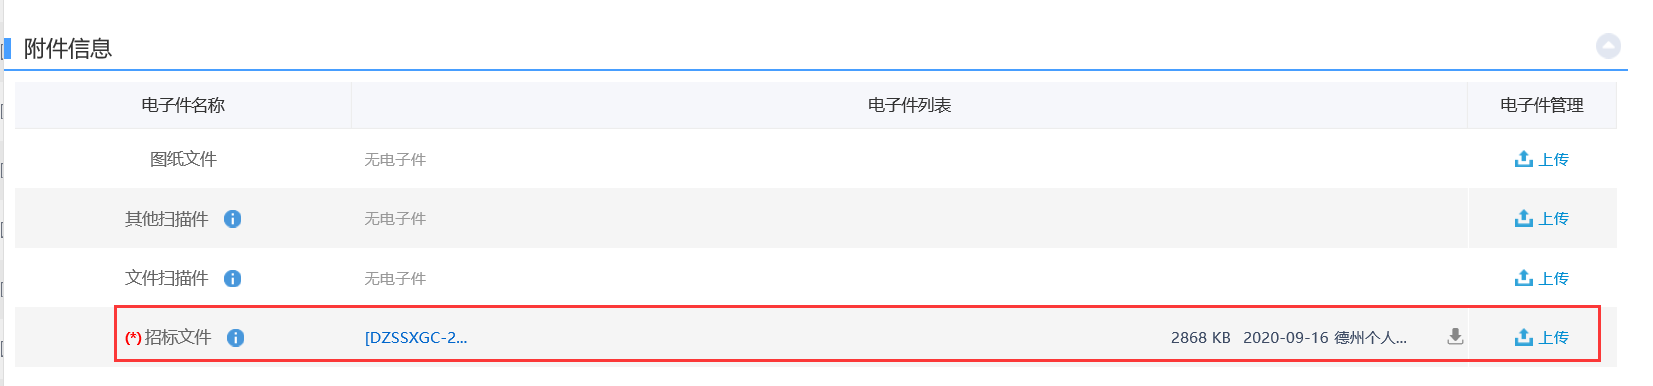 附件信息
电子件名称 电子件列表 电子件管理
图纸文件 无电子件 上传
其他扫描件 无电子件 上传
文件扫描件 无电子件 上传
(*)招标文件 [DZSSXGC-2... 2868 KB 2020-09-16 德州个人... 上传